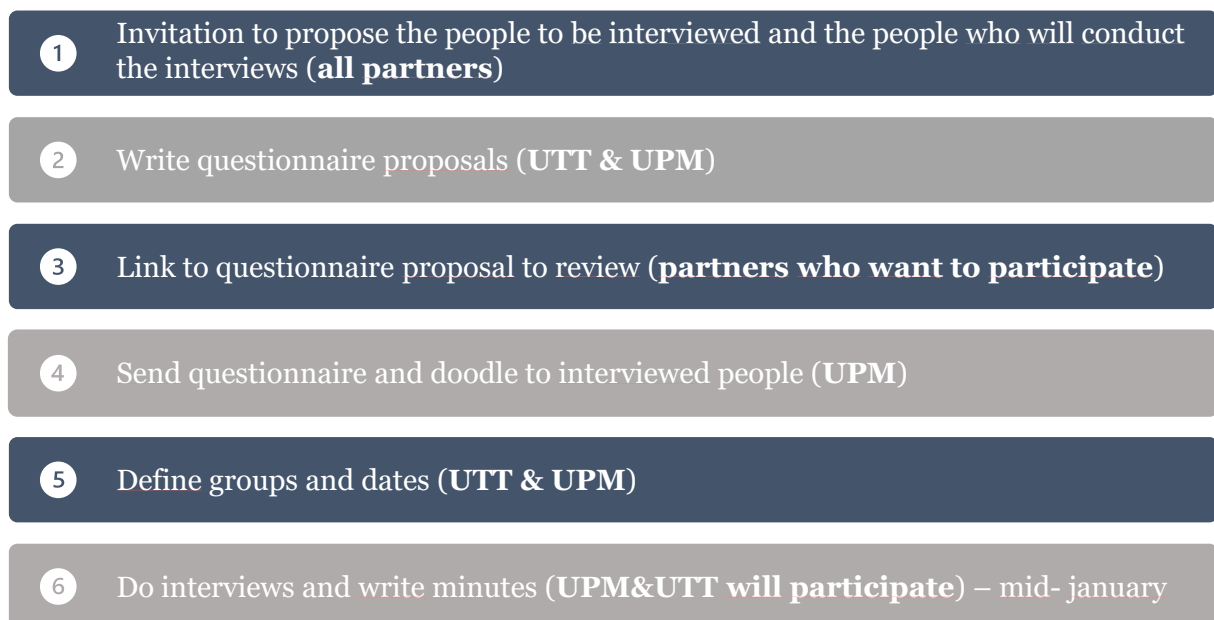 1
Invitation to propose the people to be interviewed and the people who will conduct
the interviews (all partners)
2
Write questionnaire proposals (UTT & UPM)
3
Link to questionnaire proposal to review (partners who want to participate)
4
Send questionnaire and doodle to interviewed people (UPM)
5
Define groups and dates (UTT & UPM)
6
Do interviews and write minutes (UPM&UTT will participate) – mid- january